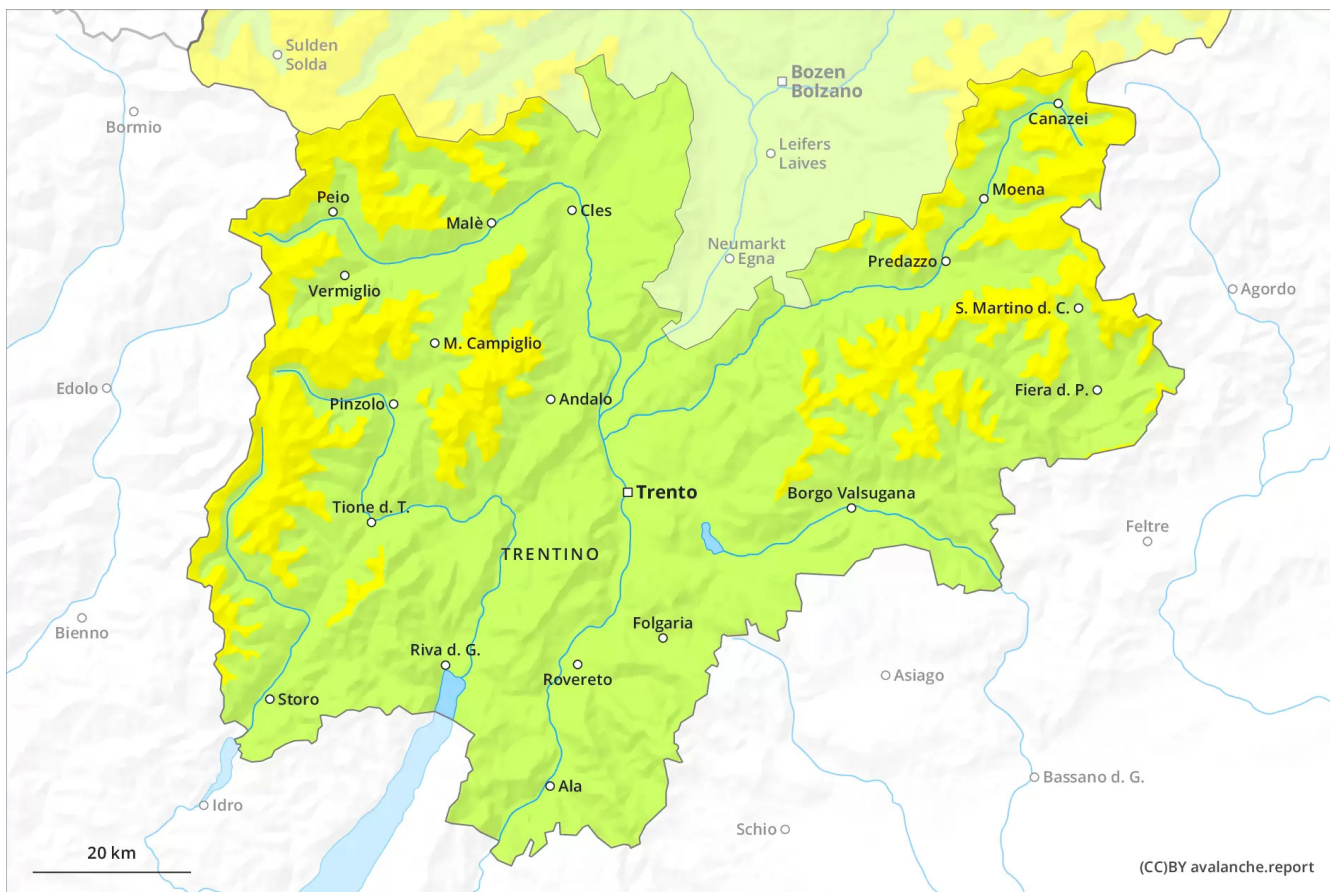 Sulden
Solda
Bozen
Bolzano
Bormio
Canazei
Leifers
Laives
Peio
Moena
Malè
Cles
Neumarkt
Egna
Predazzo
Vermiglio
Agordo
S. Martino d. C.
M. Campiglio
Edolo
Pinzolo
Andalo
Fiera d. P.
Trento
Borgo Valsugana
Tione d. T.
Feltre
TRENTINO
Bienno
Folgaria
Riva d. G.
Rovereto
Asiago
Storo
Bassano d. G.
Ala
Idro
Schio
20 km
(CC)BY avalanche.report